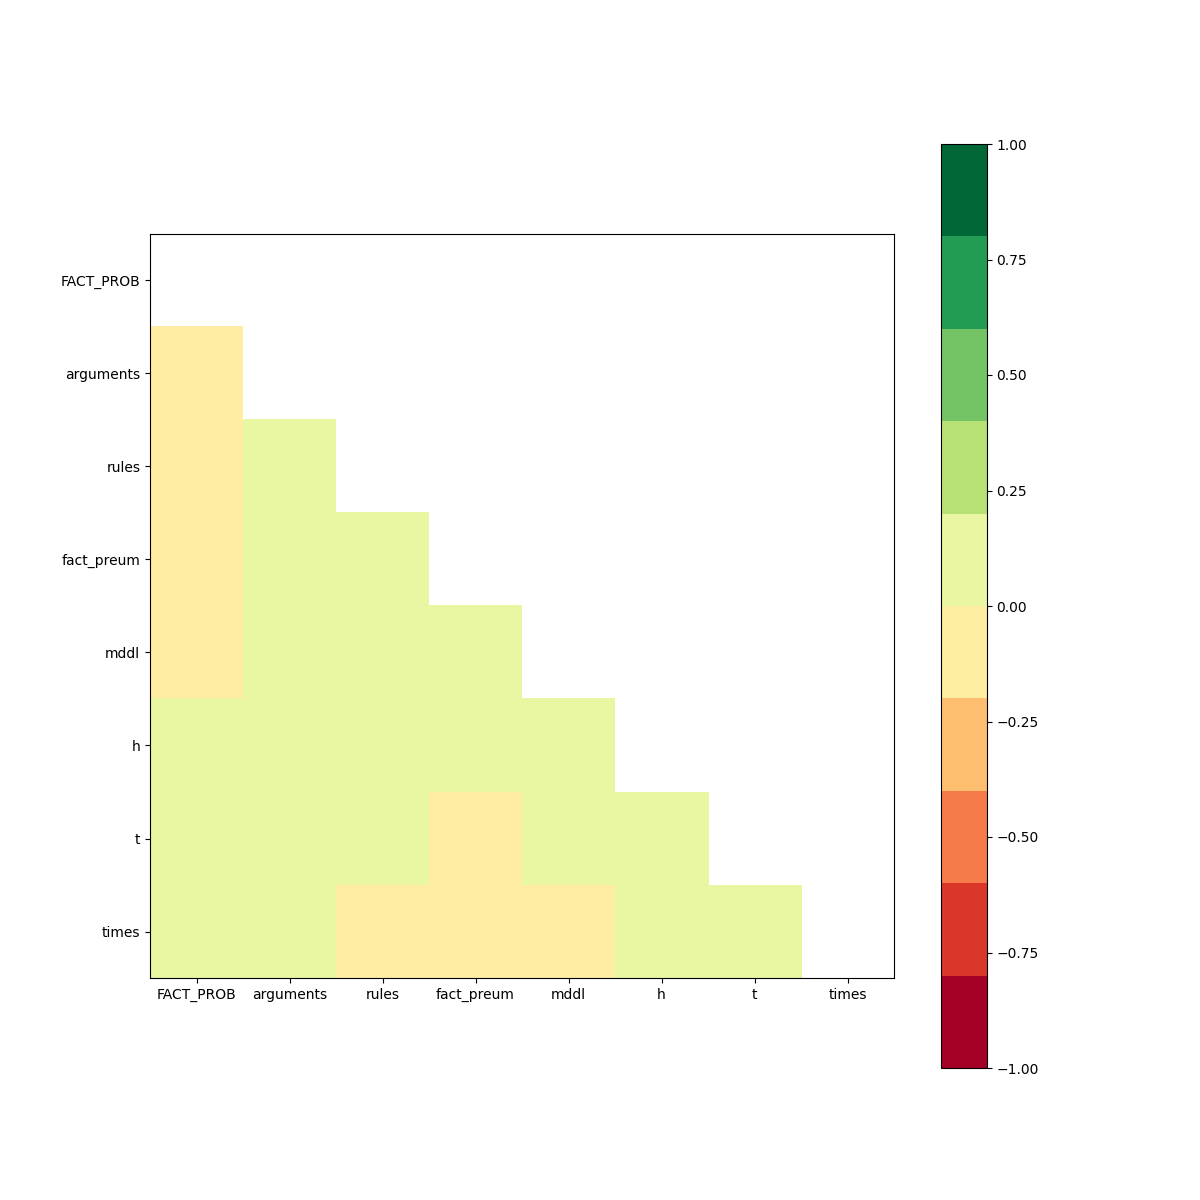 FACT_PROB
arguments
rules
fact_preum
mddl
h
t
times
FACT_PROB arguments rules fact_preum mddl h t times
1.00
0.75
0.50
0.25
0.00
−0.25
−0.50
−0.75
−1.00